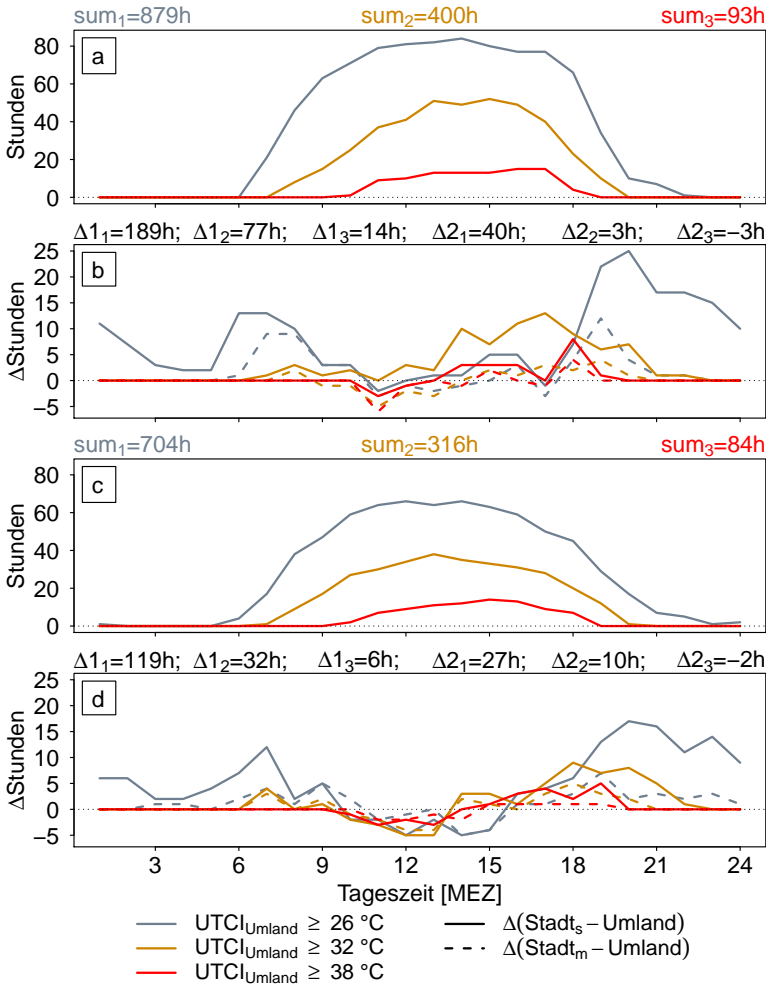 sum₁=879h sum₂=400h sum₃=93h
a
Stunden
80
60
40
20
0
Δ1₁=189h; Δ1₂=77h; Δ1₃=14h; Δ2₁=40h; Δ2₂=3h; Δ2₃=−3h
b
ΔStunden
25
20
15
10
5
0
−5
sum₁=704h sum₂=316h sum₃=84h
c
Stunden
80
60
40
20
0
Δ1₁=119h; Δ1₂=32h; Δ1₃=6h; Δ2₁=27h; Δ2₂=10h; Δ2₃=−2h
d
ΔStunden
25
20
15
10
5
0
−5
3 6 9 12 15 18 21 24
Tageszeit [MEZ]
UTCI_Umland ≥ 26 °C Δ(Stadtₛ−Umland)
UTCI_Umland ≥ 32 °C Δ(Stadtₘ−Umland)
UTCI_Umland ≥ 38 °C